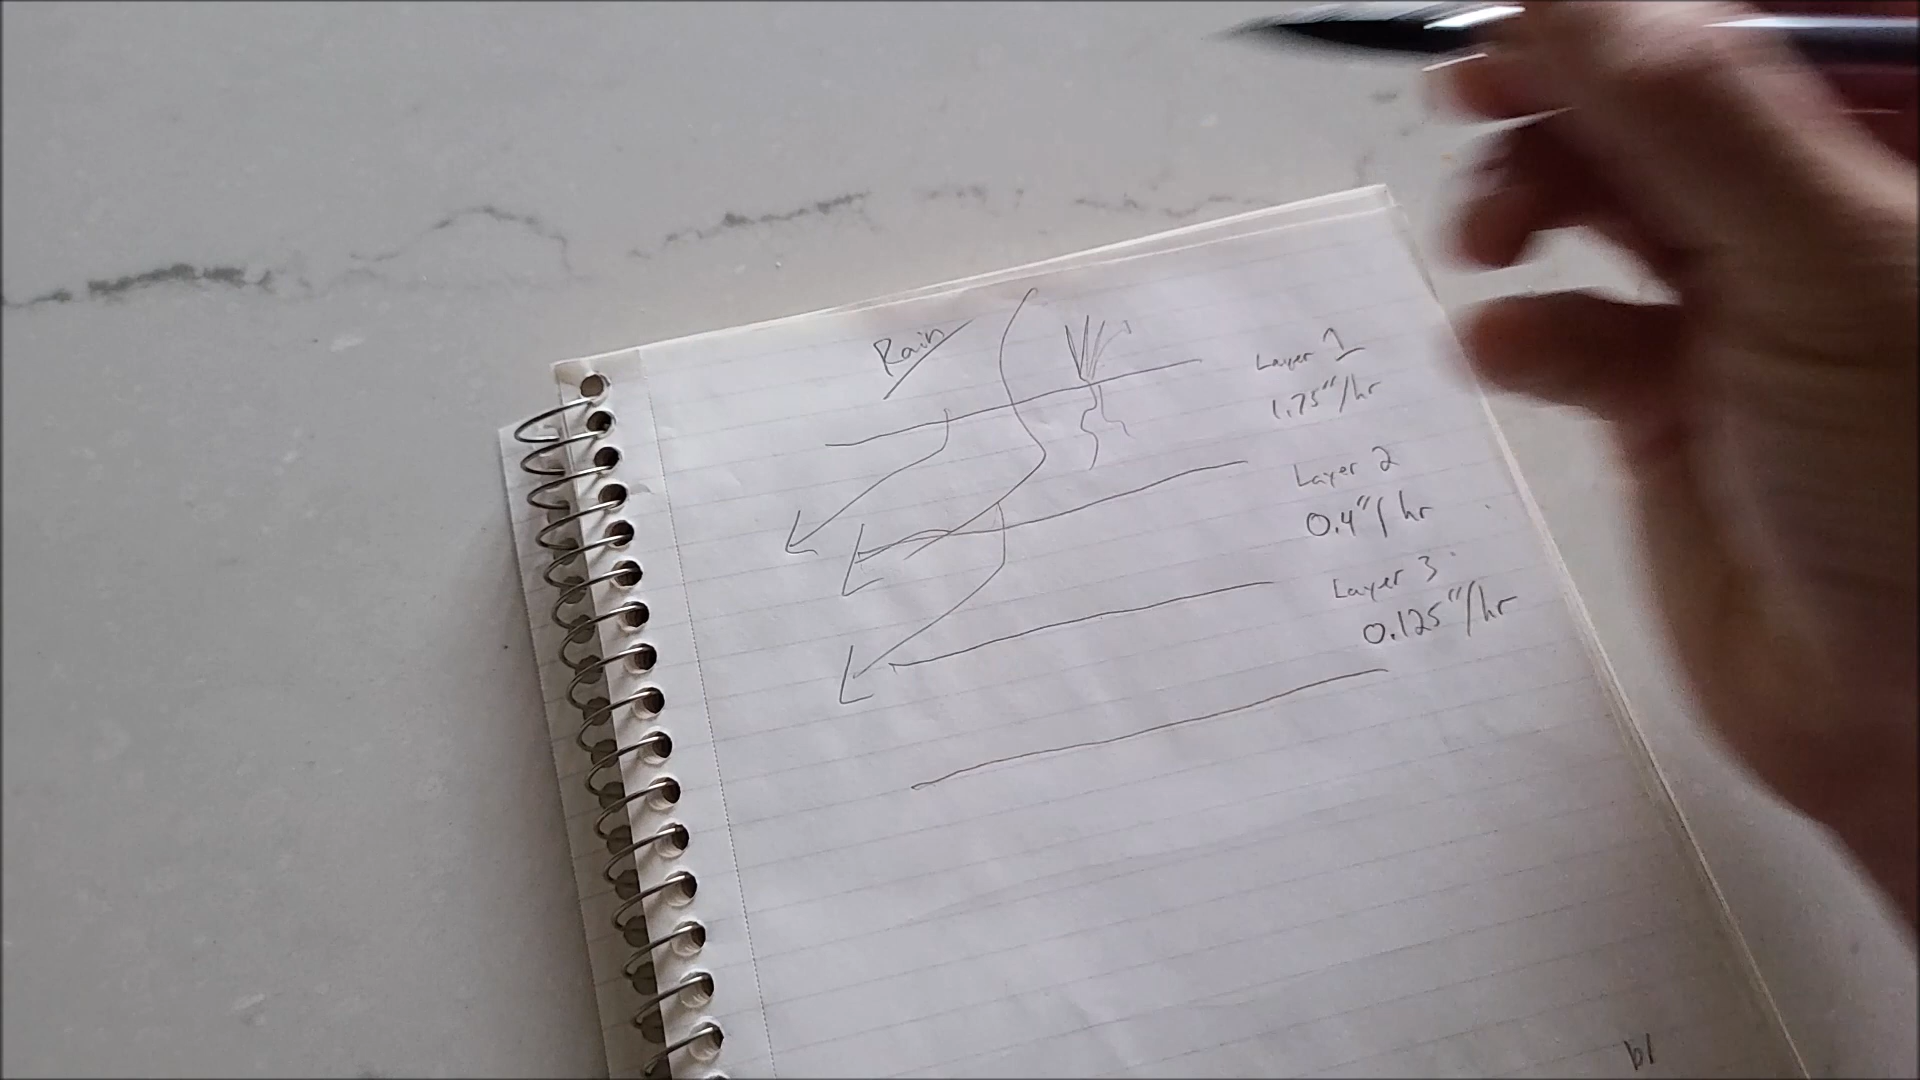 Rain
Layer 1
1.75"/hr
Layer 2
0.4"/hr
Layer 3
0.125"/hr